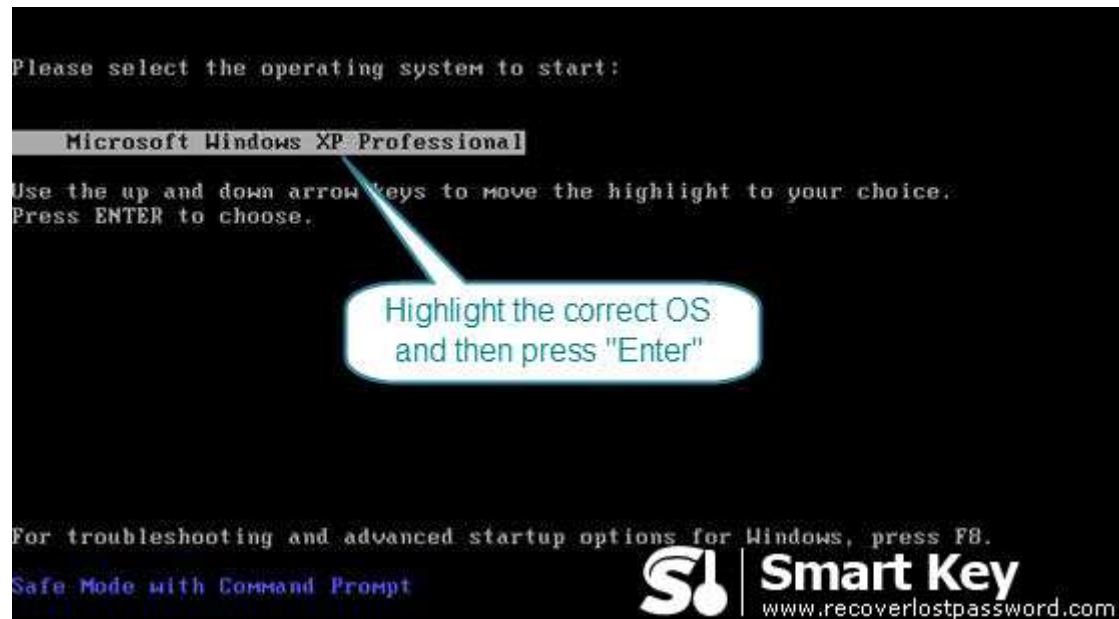 Please select the operating system to start:
Microsoft Windows XP Professional
Use the up and down arrow keys to move the highlight to your choice.
Press ENTER to choose.
Highlight the correct OS
and then press "Enter"
For troubleshooting and advanced startup options for Windows, press F8.
Safe Mode with Command Prompt
Smart Key
www.recoverlostpassword.com